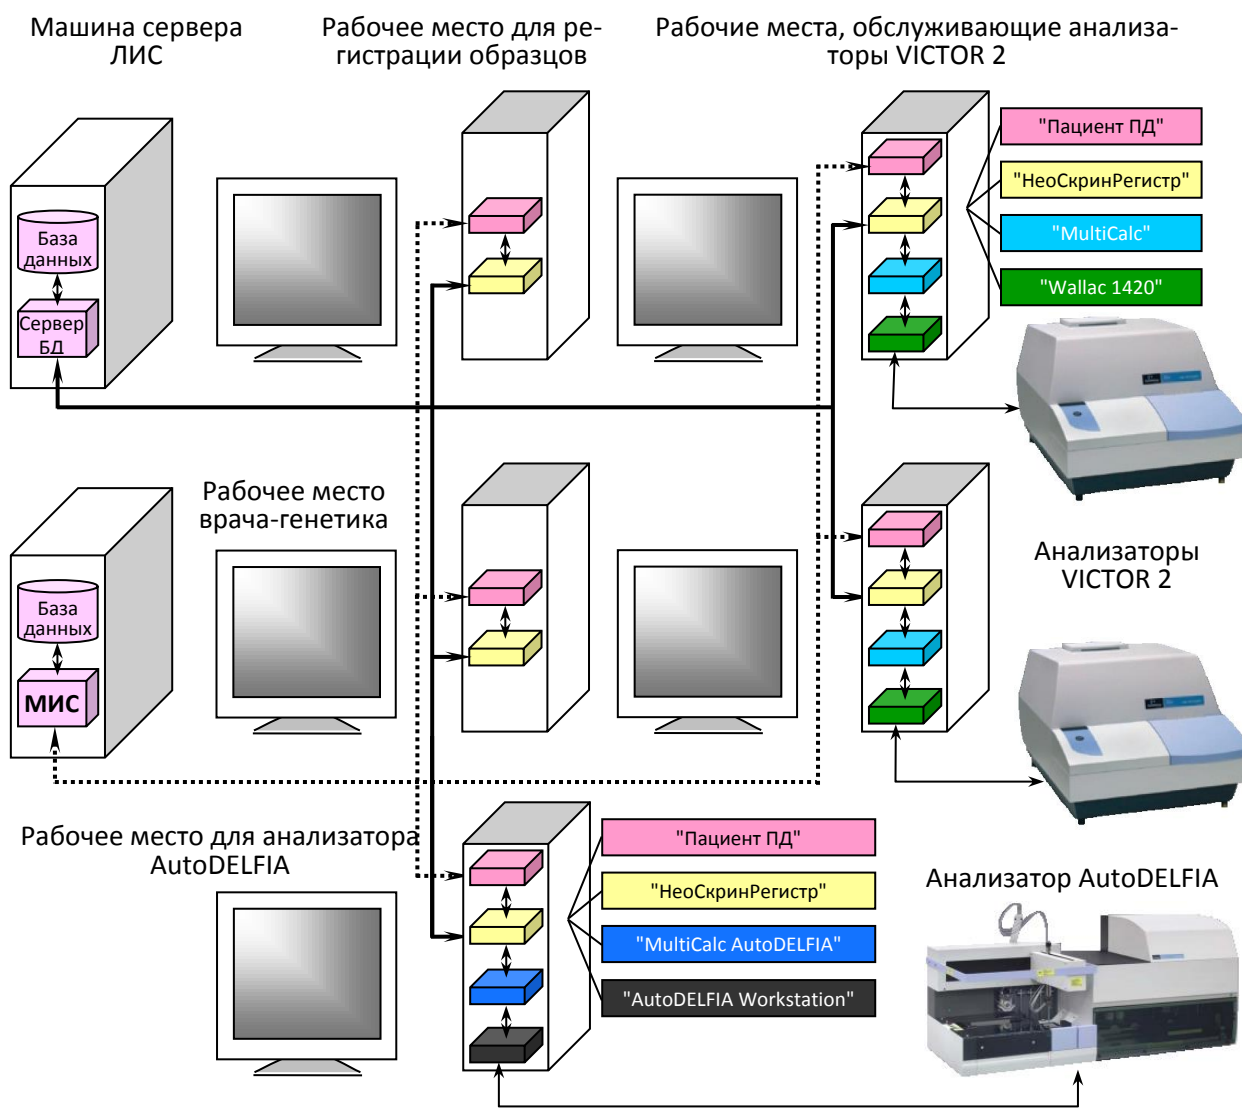 Машина сервера
ЛИС
Рабочее место для ре-
гистрации образцов
Рабочие места, обслуживающие анализа-
торы VICTOR 2
"Пациент ПД"
"НеоСкринРегистр"
"MultiCalc"
"Wallac 1420"
База
данных
Сервер
БД
Рабочее место
врача-генетика
Анализаторы
VICTOR 2
База
данных
МИС
Рабочее место для анализатора
AutoDELFIA
"Пациент ПД"
"НеоСкринРегистр"
"MultiCalc AutoDELFIA"
"AutoDELFIA Workstation"
Анализатор AutoDELFIA